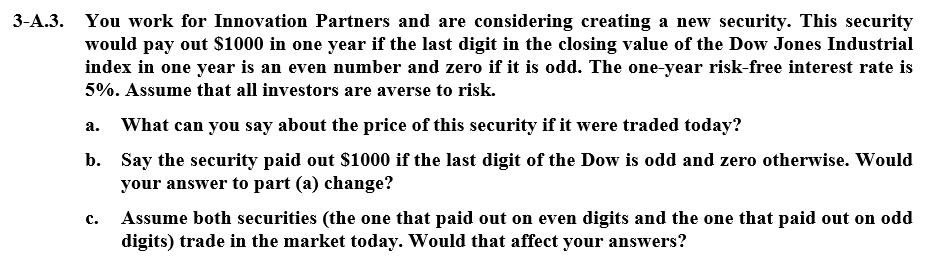 3-A.3. You work for Innovation Partners and are considering creating a new security. This security
would pay out $1000 in one year if the last digit in the closing value of the Dow Jones Industrial
index in one year is an even number and zero if it is odd. The one-year risk-free interest rate is
5%. Assume that all investors are averse to risk.
a. What can you say about the price of this security if it were traded today?
b. Say the security paid out $1000 if the last digit of the Dow is odd and zero otherwise. Would
your answer to part (a) change?
c. Assume both securities (the one that paid out on even digits and the one that paid out on odd
digits) trade in the market today. Would that affect your answers?